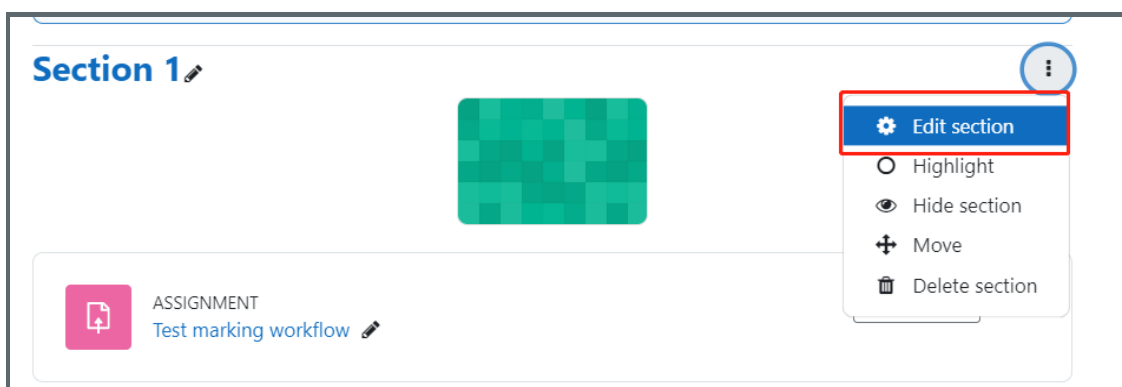 Section 1
Edit section
Highlight
Hide section
Move
Delete section
ASSIGNMENT
Test marking workflow